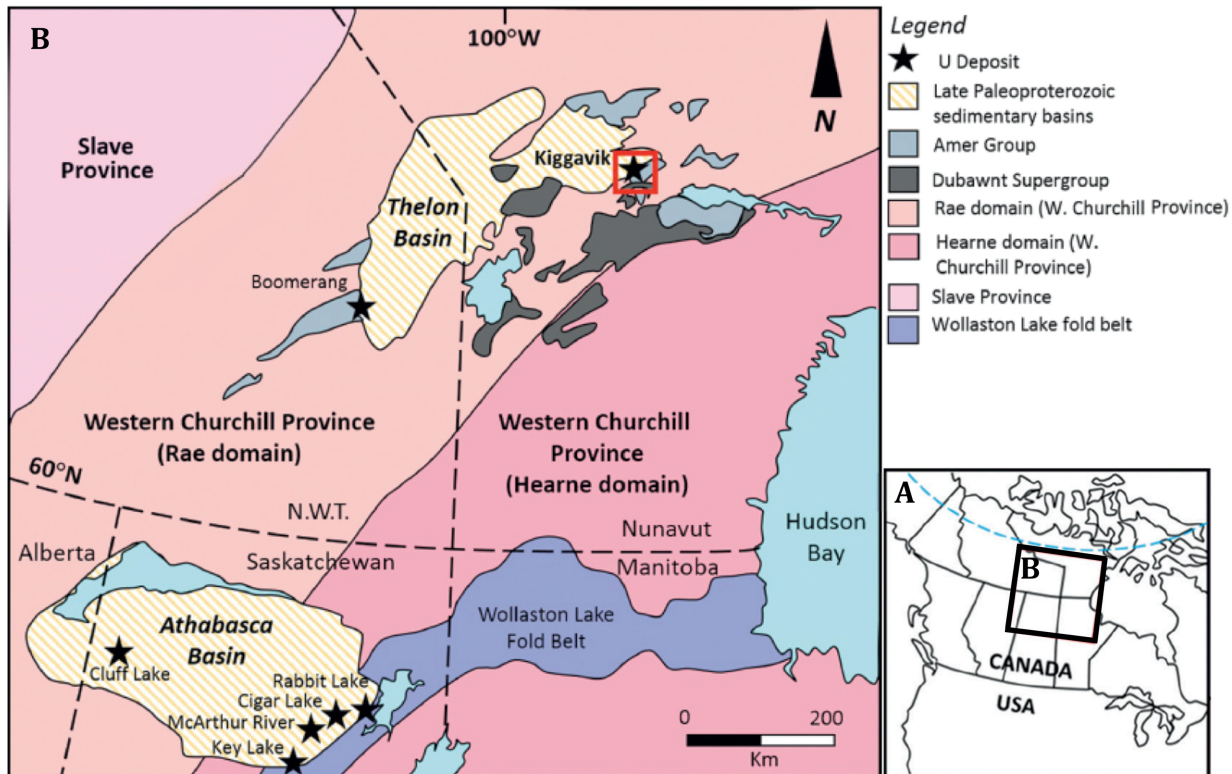 B
100°W
N
Slave
Province
Kiggavik
Thelon
Basin
Boomerang
Western Churchill Province
(Rae domain)
Western Churchill
Province
(Hearne domain)
60°N
N.W.T.
Nunavut
Hudson
Bay
Alberta
Saskatchewan
Manitoba
Athabasca
Basin
Wollaston Lake
Fold Belt
Cluff Lake
Rabbit Lake
Cigar Lake
McArthur River
Key Lake
0 200
Km
Legend
U Deposit
Late Paleoproterozoic
sedimentary basins
Amer Group
Dubawnt Supergroup
Rae domain (W. Churchill Province)
Hearne domain (W.
Churchill Province)
Slave Province
Wollaston Lake fold belt
A
B
CANADA
USA